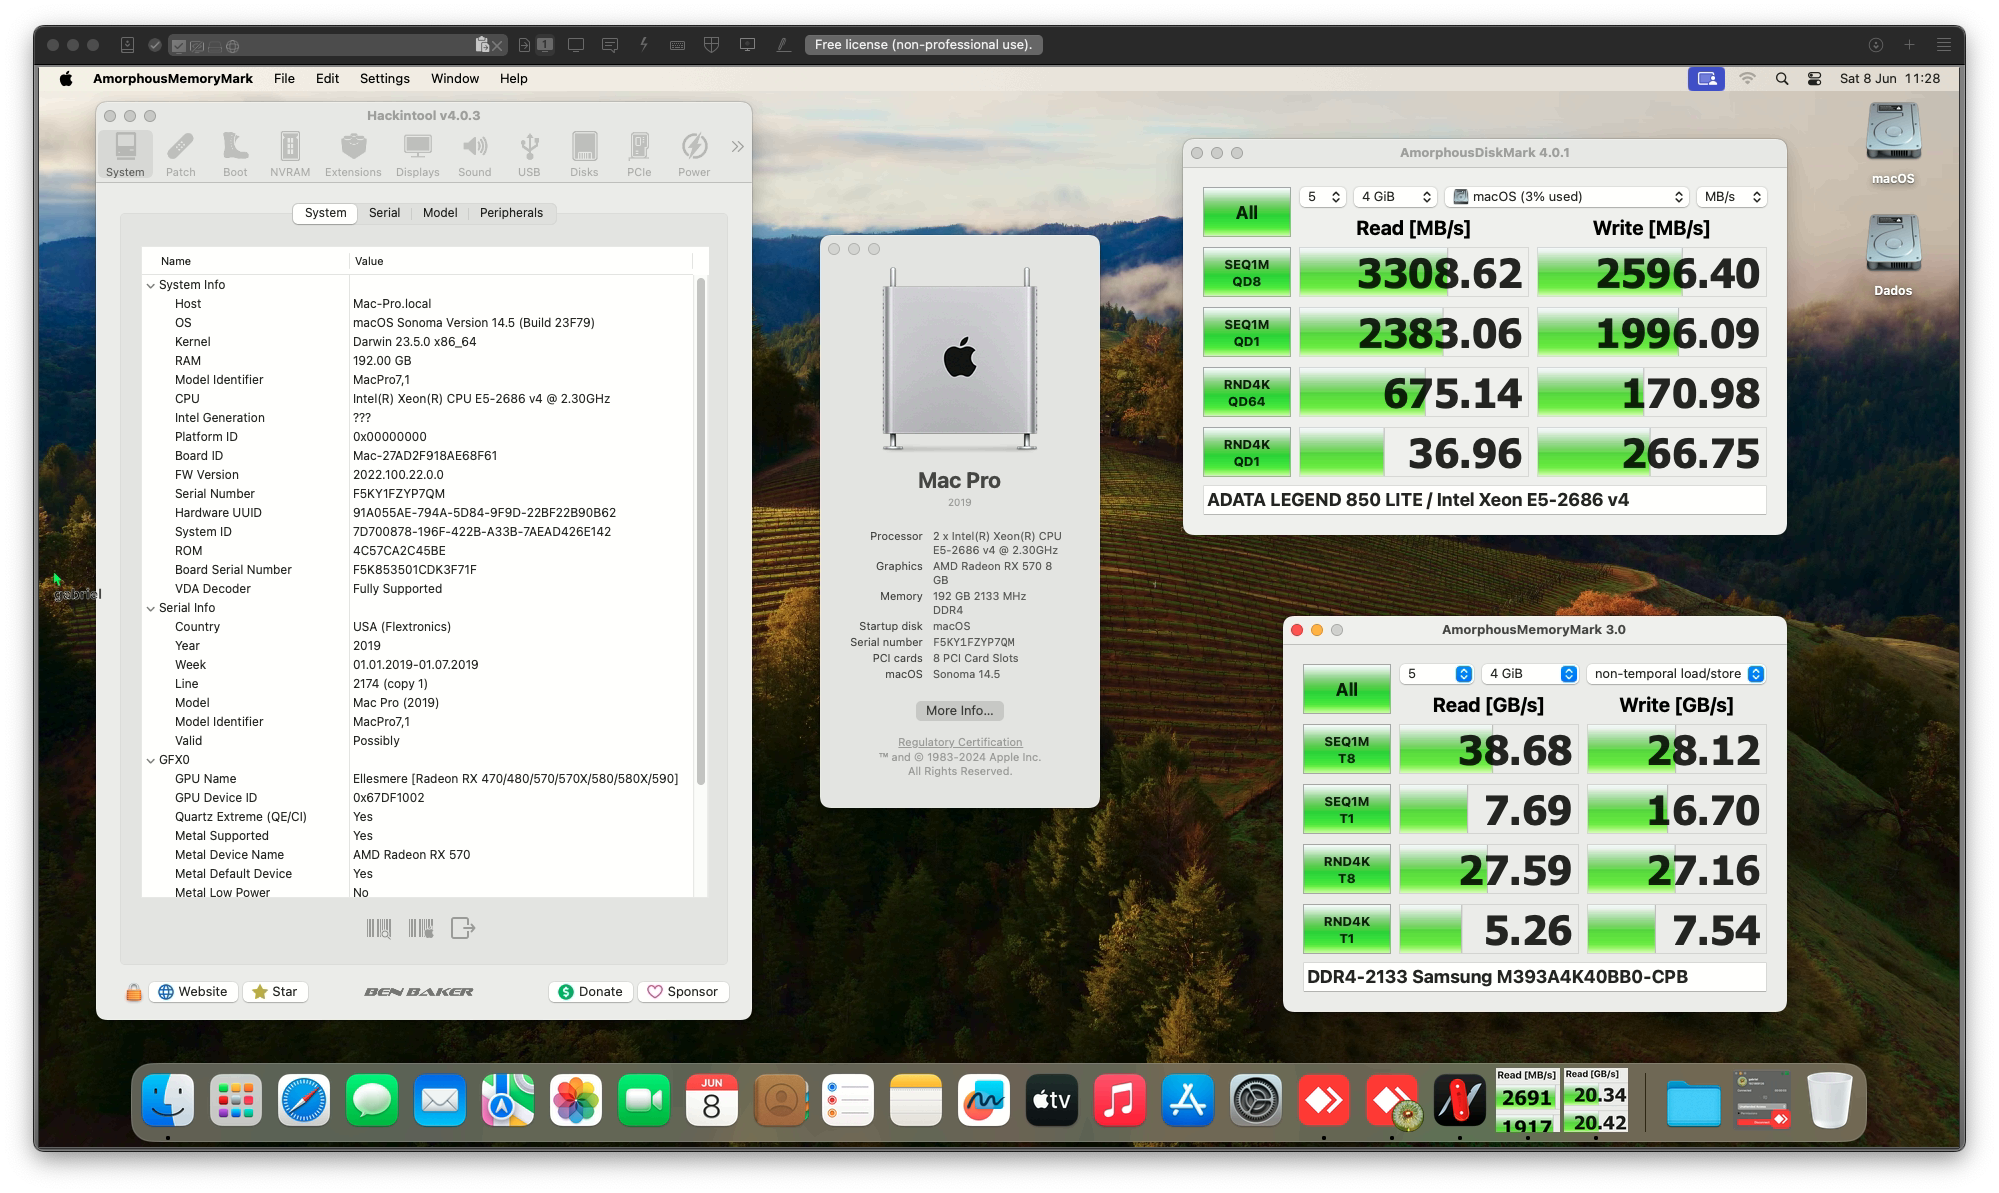 1
Free license (non-professional use).
AmorphousMemoryMark File Edit Settings Window Help
Sat 8 Jun 11:28
Hackintool v4.0.3
System Patch Boot NVRAM Extensions Displays Sound USB Disks PCIe Power
System Serial Model Peripherals
Name Value
System Info
Host Mac-Pro.local
OS macOS Sonoma Version 14.5 (Build 23F79)
Kernel Darwin 23.5.0 x86_64
RAM 192.00 GB
Model Identifier MacPro7,1
CPU Intel(R) Xeon(R) CPU E5-2686 v4 @ 2.30GHz
Intel Generation ???
Platform ID 0x00000000
Board ID Mac-27AD2F918AE68F61
FW Version 2022.100.22.0.0
Serial Number F5KY1FZYP7QM
Hardware UUID 91A055AE-794A-5D84-9F9D-22BF22B90B62
System ID 7D700878-196F-422B-A33B-7AEAD426E142
ROM 4C57CA2C45BE
Board Serial Number F5K853501CDK3F71F
VDA Decoder Fully Supported
Serial Info
Country USA (Flextronics)
Year 2019
Week 01.01.2019-01.07.2019
Line 2174 (copy 1)
Model Mac Pro (2019)
Model Identifier MacPro7,1
Valid Possibly
GFX0
GPU Name Ellesmere [Radeon RX 470/480/570/570X/580/580X/590]
GPU Device ID 0x67DF1002
Quartz Extreme (QE/CI) Yes
Metal Supported Yes
Metal Device Name AMD Radeon RX 570
Metal Default Device Yes
Metal Low Power No
Website Star BEN BAKER Donate Sponsor
gabriel
Mac Pro
2019
Processor 2 x Intel(R) Xeon(R) CPU
E5-2686 v4 @ 2.30GHz
Graphics AMD Radeon RX 570 8
GB
Memory 192 GB 2133 MHz
DDR4
Startup disk macOS
Serial number F5KY1FZYP7QM
PCI cards 8 PCI Card Slots
macOS Sonoma 14.5
More Info...
Regulatory Certification
™ and © 1983-2024 Apple Inc.
All Rights Reserved.
AmorphousDiskMark 4.0.1
All 5 4 GiB macOS (3% used) MB/s
Read [MB/s] Write [MB/s]
SEQ1M
QD8 3308.62 2596.40
SEQ1M
QD1 2383.06 1996.09
RND4K
QD64 675.14 170.98
RND4K
QD1 36.96 266.75
ADATA LEGEND 850 LITE / Intel Xeon E5-2686 v4
macOS
Dados
AmorphousMemoryMark 3.0
All 5 4 GiB non-temporal load/store
Read [GB/s] Write [GB/s]
SEQ1M
T8 38.68 28.12
SEQ1M
T1 7.69 16.70
RND4K
T8 27.59 27.16
RND4K
T1 5.26 7.54
DDR4-2133 Samsung M393A4K40BB0-CPB
JUN
8
tv
Read [MB/s]
2691
1917
Read [GB/s]
20.34
20.42